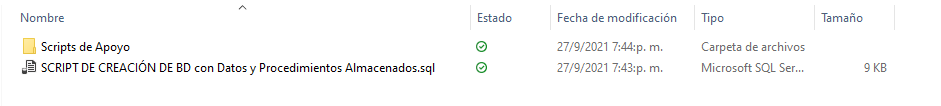 Nombre Estado Fecha de modificación Tipo Tamaño
Scripts de Apoyo 27/9/2021 7:44:p. m. Carpeta de archivos
SCRIPT DE CREACIÓN DE BD con Datos y Procedimientos Almacenados.sql 27/9/2021 7:43:p. m. Microsoft SQL Ser... 9 KB